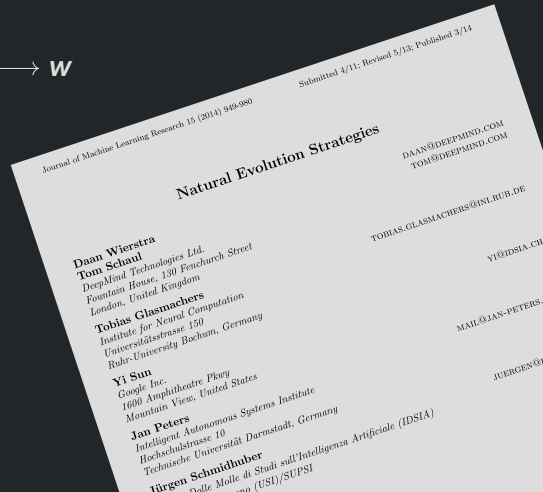 w
Journal of Machine Learning Research 15 (2014) 949-980
Submitted 4/11; Revised 5/13; Published 3/14
Natural Evolution Strategies
Daan Wierstra
DAAN@DEEPMIND.COM
Tom Schaul
TOM@DEEPMIND.COM
DeepMind Technologies Ltd.
Fountain House, 130 Fenchurch Street
London, United Kingdom
Tobias Glasmachers
TOBIAS.GLASMACHERS@INI.RUB.DE
Institute for Neural Computation
Universitätsstrasse 150
Ruhr-University Bochum, Germany
Yi Sun
YI@IDSIA.CH
Google Inc.
1600 Amphitheatre Pkwy
Mountain View, United States
Jan Peters
MAIL@JAN-PETERS.
Intelligent Autonomous Systems Institute
Hochschulstrasse 10
Technische Universität Darmstadt, Germany
Jürgen Schmidhuber
JUERGEN@
Dalle Molle di Studi sull'Intelligenza Artificiale (IDSIA)
(USI)/SUPSI